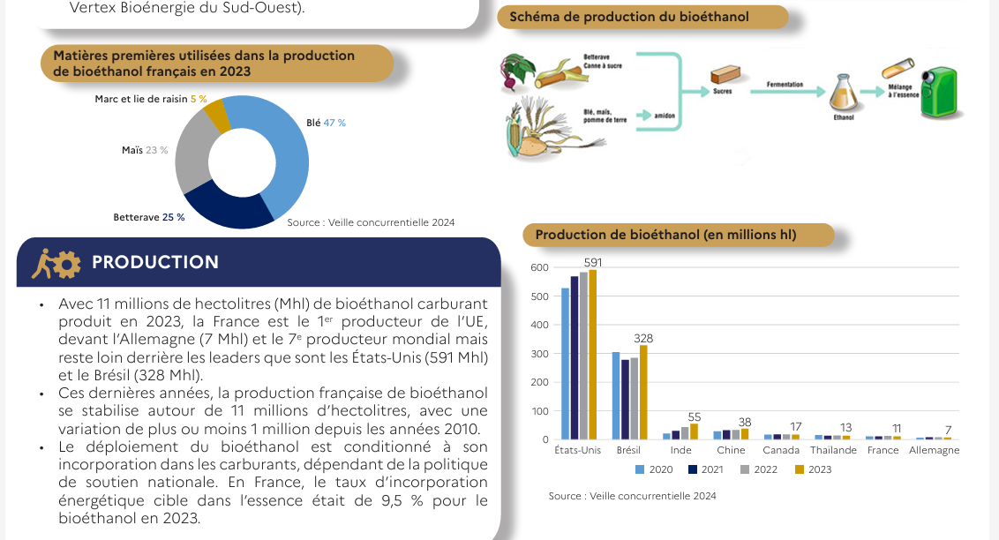 Vertex Bioénergie du Sud-Ouest).
Matières premières utilisées dans la production
de bioéthanol français en 2023
Marc et lie de raisin 5 %
Blé 47 %
Maïs 23 %
Betterave 25 %
Source : Veille concurrentielle 2024
PRODUCTION
• Avec 11 millions de hectolitres (Mhl) de bioéthanol carburant
produit en 2023, la France est le 1er producteur de l’UE,
devant l’Allemagne (7 Mhl) et le 7e producteur mondial mais
reste loin derrière les leaders que sont les États-Unis (591 Mhl)
et le Brésil (328 Mhl).
• Ces dernières années, la production française de bioéthanol
se stabilise autour de 11 millions d’hectolitres, avec une
variation de plus ou moins 1 million depuis les années 2010.
• Le déploiement du bioéthanol est conditionné à son
incorporation dans les carburants, dépendant de la politique
de soutien nationale. En France, le taux d’incorporation
énergétique cible dans l’essence était de 9,5 % pour le
bioéthanol en 2023.
Schéma de production du bioéthanol
Betterave
Canne à sucre
Blé, maïs,
pomme de terre
amidon
Sucres
Fermentation
Ethanol
Mélange
à l'essence
Production de bioéthanol (en millions hl)
600
500
400
300
200
100
0
591
328
55
38
17
13
11
7
États-Unis
Brésil
Inde
Chine
Canada
Thaïlande
France
Allemagne
2020
2021
2022
2023
Source : Veille concurrentielle 2024